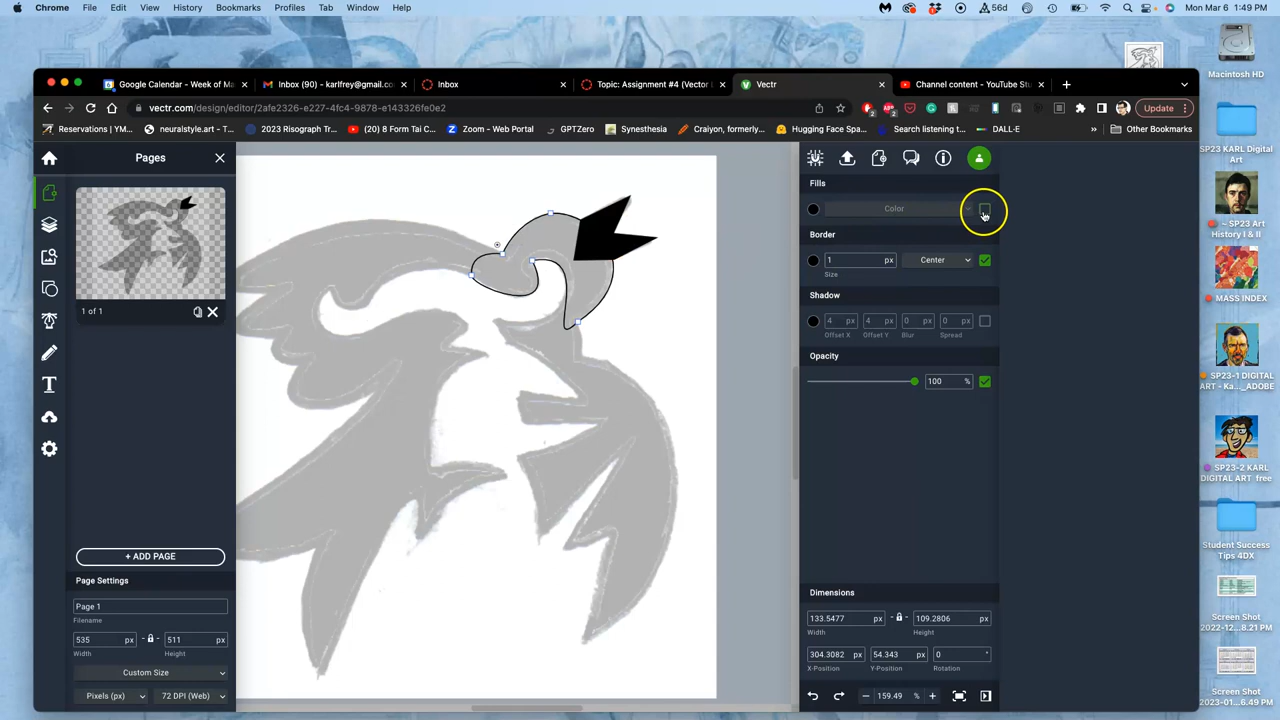 Chrome File Edit View History Bookmarks Profiles Tab Window Help 56d Mon Mar 6 1:49 PM
Google Calendar - Week of Ma
Inbox (90) - karlfrey@gmail.co
Inbox
Topic: Assignment #4 (Vector
Vectr
Channel content - YouTube Stu
vectr.com/design/editor/2afe2326-e227-4fc4-9878-e143326fe0e2
Update
Reservations | YM...
neuralstyle.art - Tr...
2023 Risograph Tr...
(20) 8 Form Tai C...
Zoom - Web Portal
GPTZero
Synesthesia
Craiyon, formerly...
Hugging Face Spa...
Search listening t...
DALL-E
»
Other Bookmarks
Pages
1 of 1
+ ADD PAGE
Page Settings
Page 1
Filename
535 px
511 px
Width
Height
Custom Size
Pixels (px)
72 DPI (Web)
Fills
Color
Border
1 px
Center
Size
Shadow
4 px 4 px 0 px 0 px
Offset X Offset Y Blur Spread
Opacity
100 %
Dimensions
133.5477 px
109.2806 px
Width
Height
304.3082 px
54.343 px
0 °
X-Position
Y-Position
Rotation
159.49 %
Macintosh HD
SP23 KARL Digital
Art
~ SP23 Art
History I & II
MASS INDEX
SP23-1 DIGITAL
ART - Ka..._ADOBE
SP23-2 KARL
DIGITAL ART free
Student Success
Tips 4DX
Screen Shot
2022-12...8.21 PM
Screen Shot
2023-01...6.49 PM